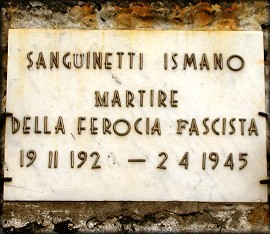 SANGUINETTI ISMANO
MARTIRE
DELLA FEROCIA FASCISTA
19 11 192 — 2 4 1945